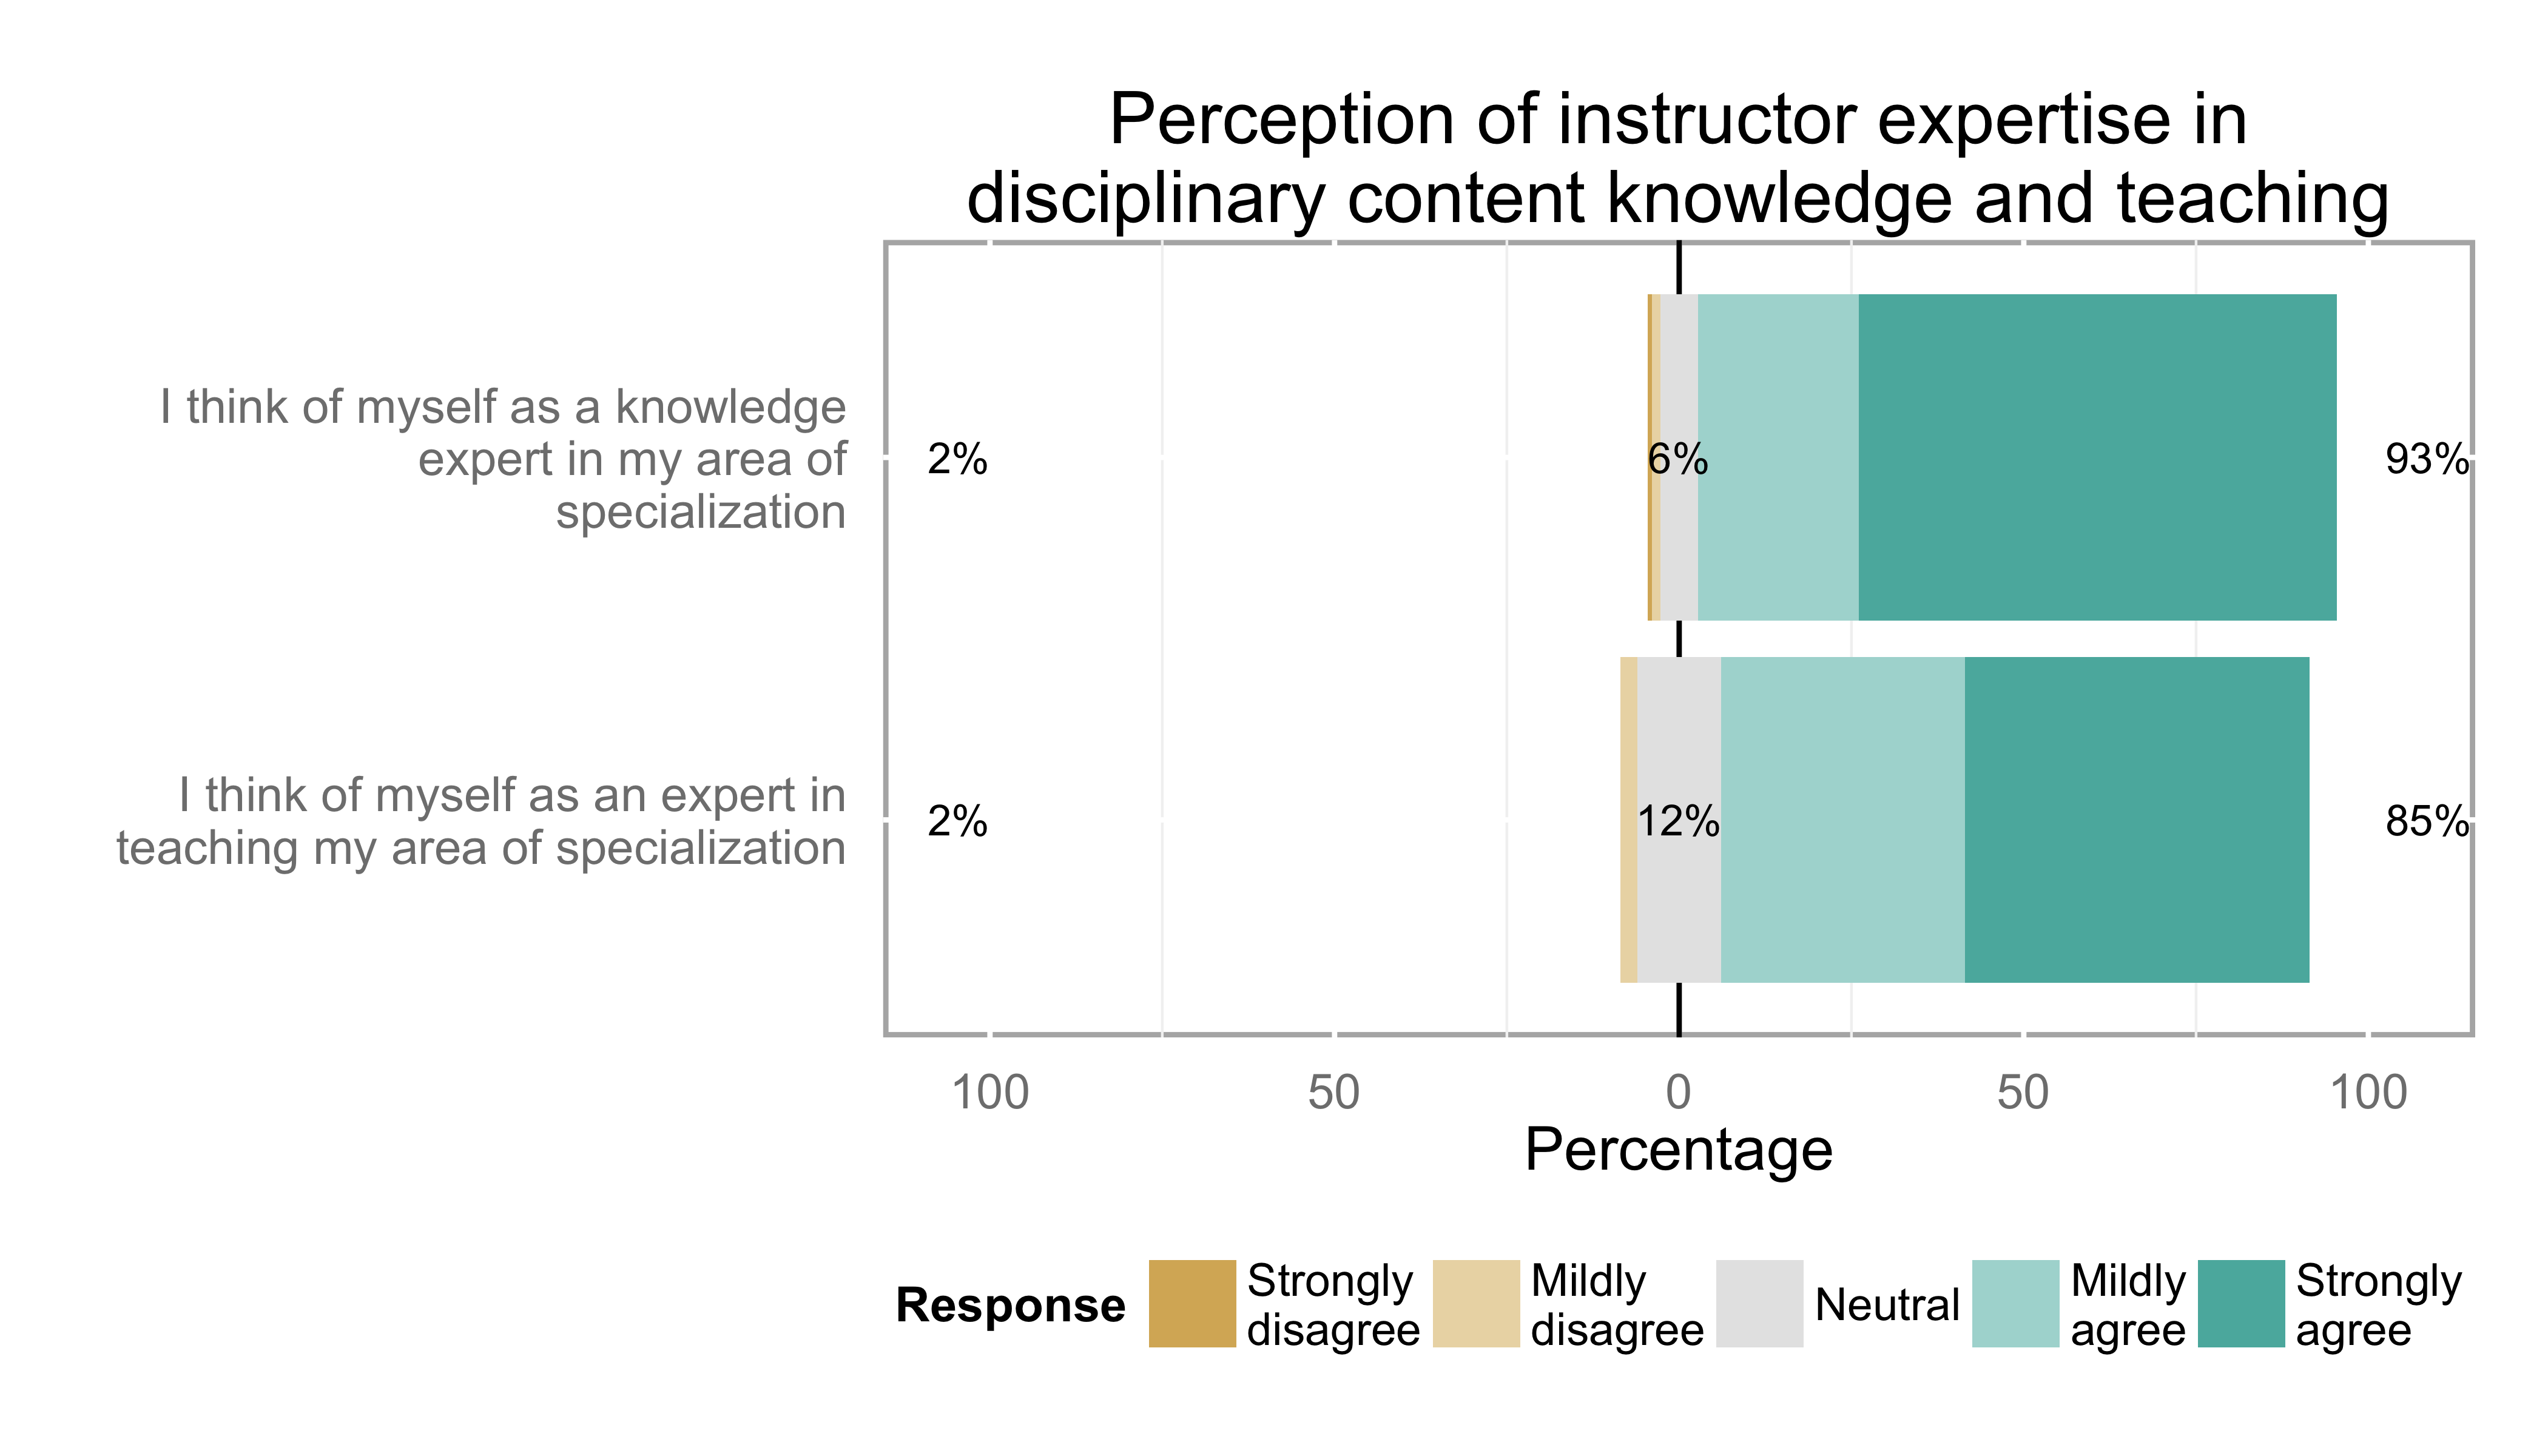 Perception of instructor expertise in
disciplinary content knowledge and teaching
I think of myself as a knowledge
expert in my area of
specialization
2%
6%
93%
I think of myself as an expert in
teaching my area of specialization
2%
12%
85%
100
50
0
50
100
Percentage
Response
Strongly
disagree
Mildly
disagree
Neutral
Mildly
agree
Strongly
agree